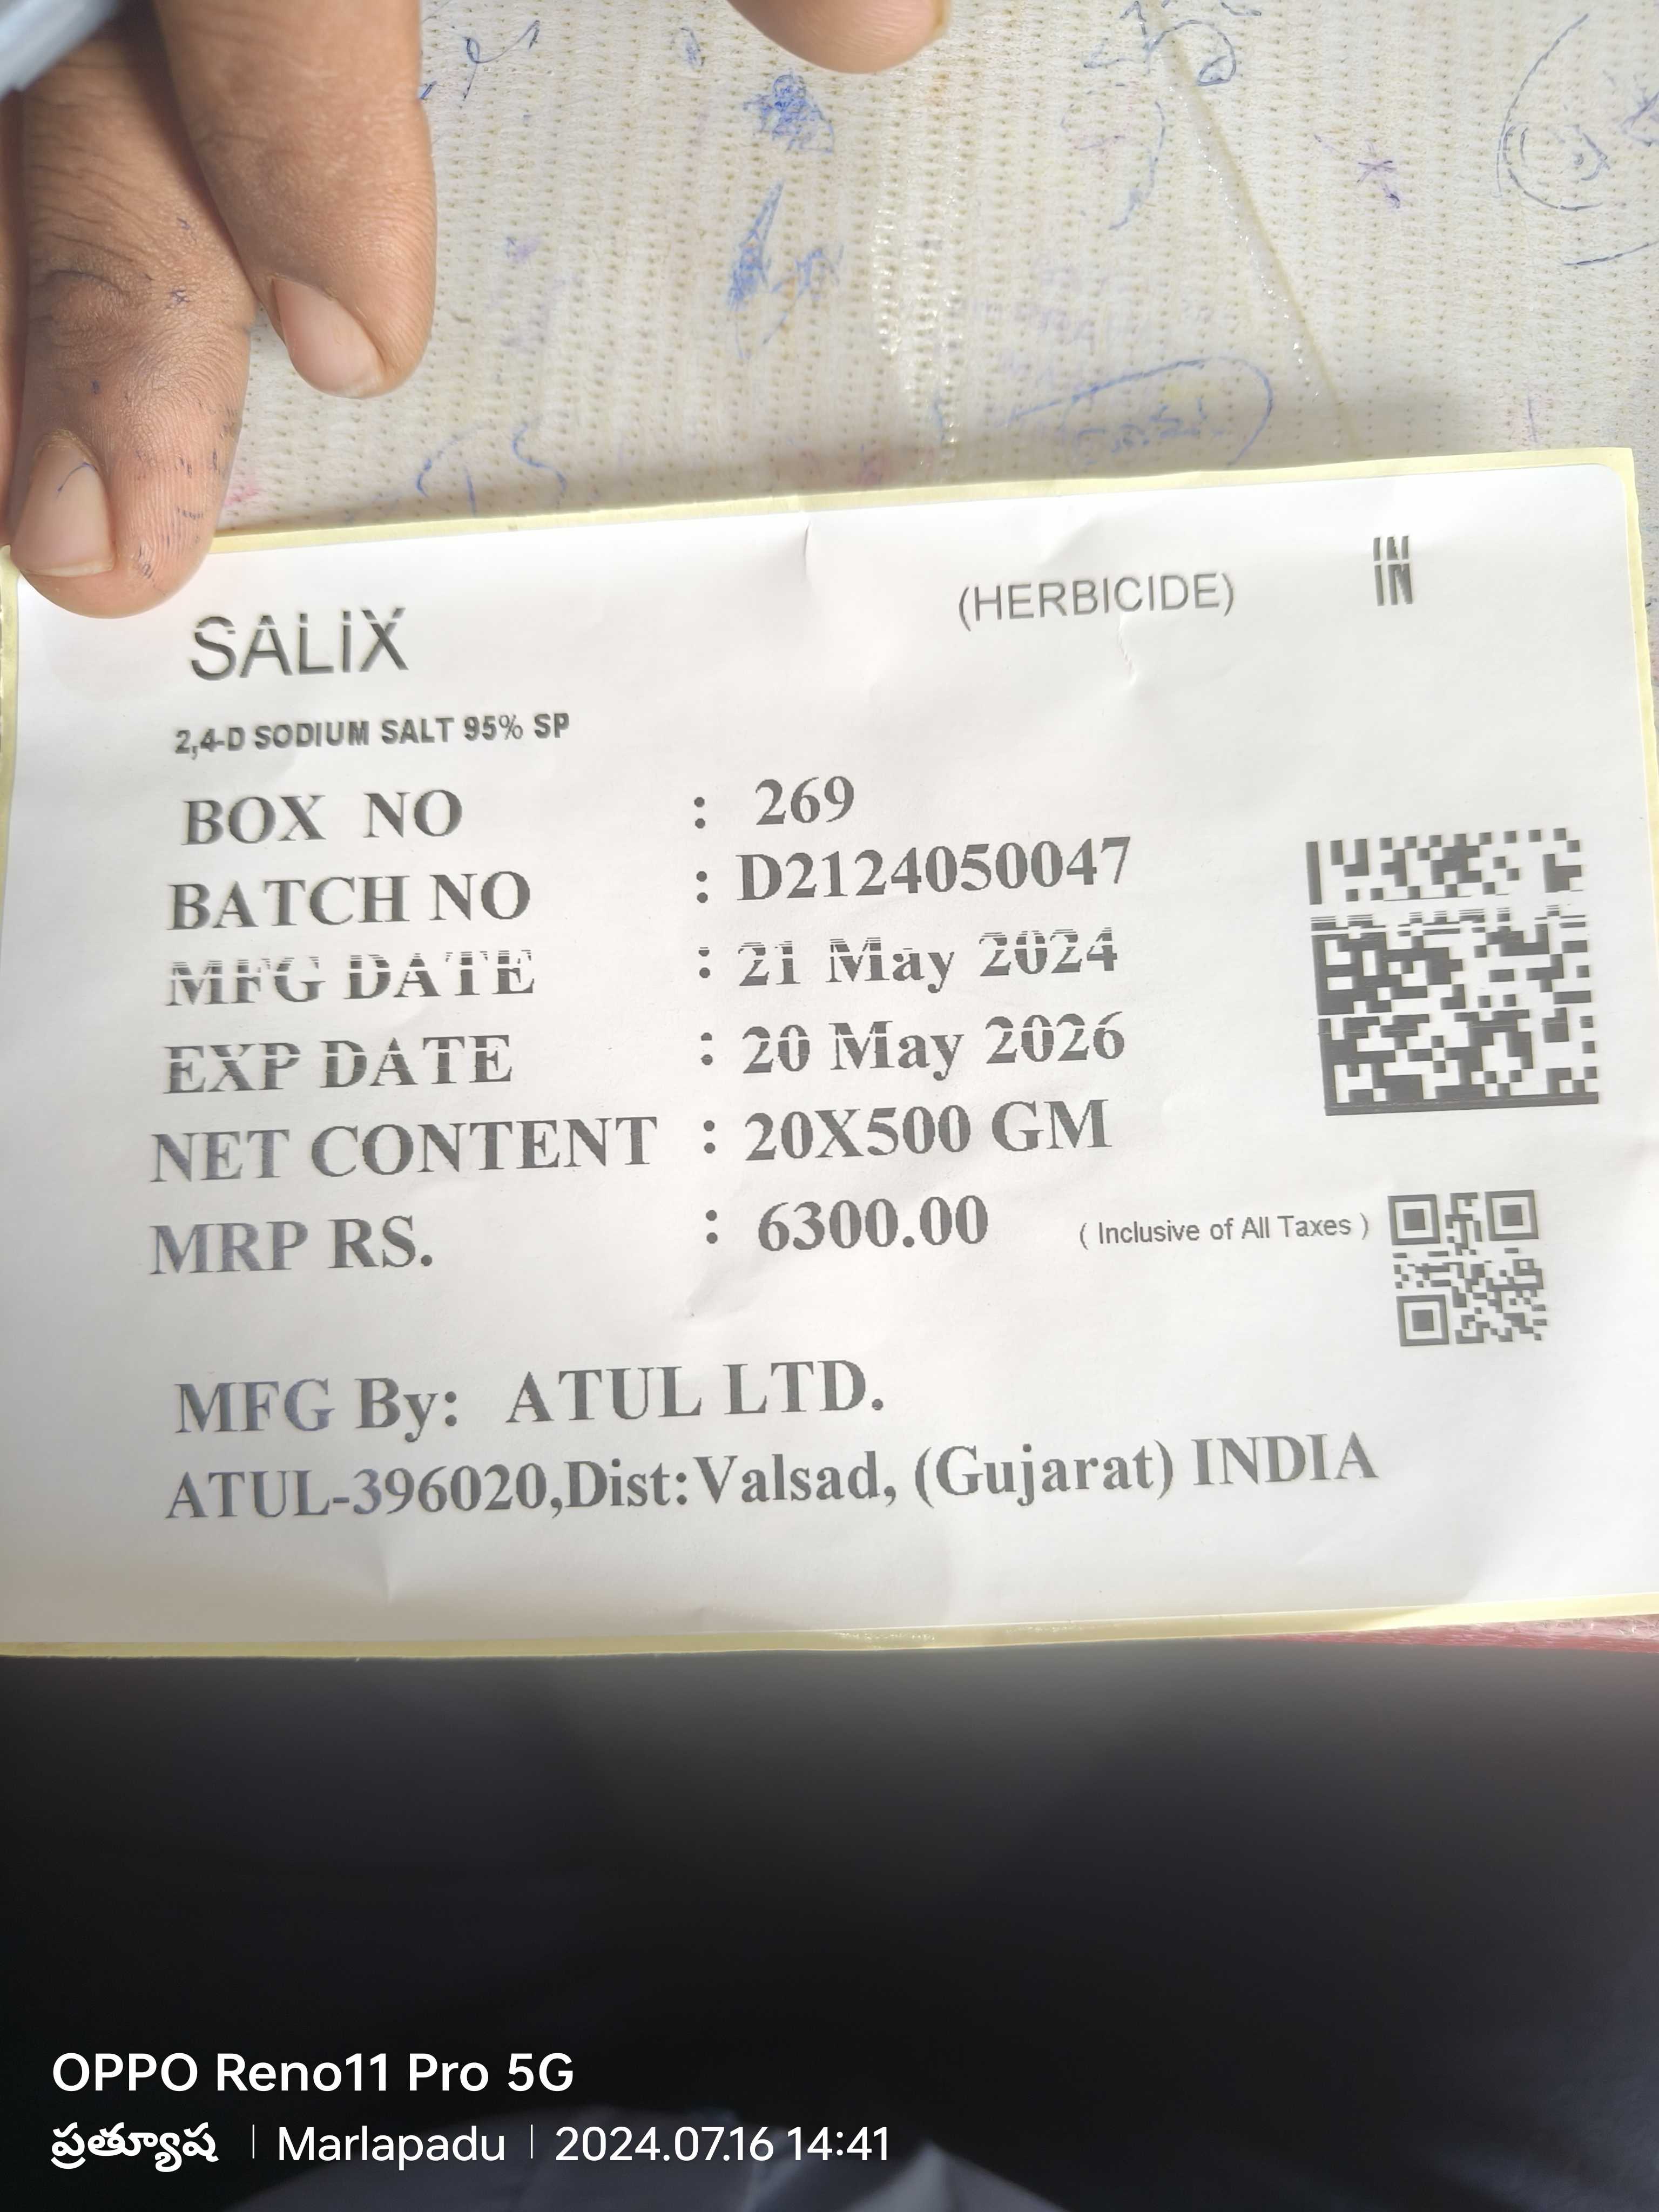 SALIX
(HERBICIDE)
IN
2,4-D SODIUM SALT 95% SP
BOX NO : 269
BATCH NO : D2124050047
MFG DATE : 21 May 2024
EXP DATE : 20 May 2026
NET CONTENT : 20X500 GM
MRP RS. : 6300.00 ( Inclusive of All Taxes )
MFG By: ATUL LTD.
ATUL-396020,Dist:Valsad, (Gujarat) INDIA
OPPO Reno11 Pro 5G
ప్రత్యూష | Marlapadu | 2024.07.16 14:41